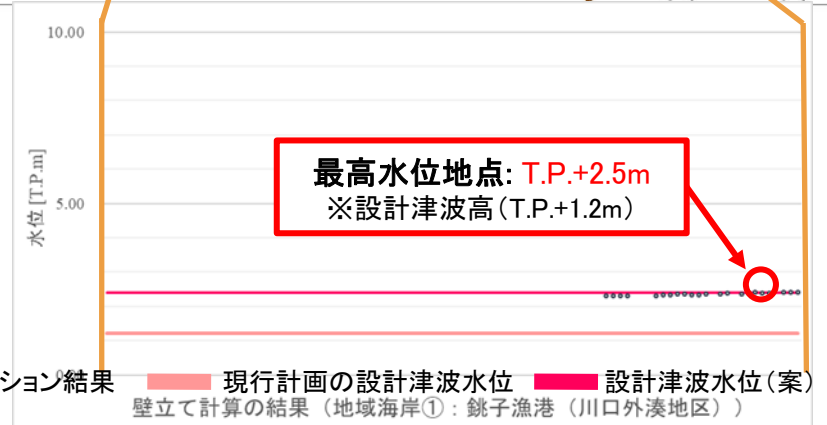 10.00
水位 [T.P.m]
最高水位地点: T.P.+2.5m
※設計津波高(T.P.+1.2m)
5.00
0.00
ション結果 現行計画の設計津波水位 設計津波水位(案)
壁立て計算の結果（地域海岸①：銚子漁港（川口外湊地区））